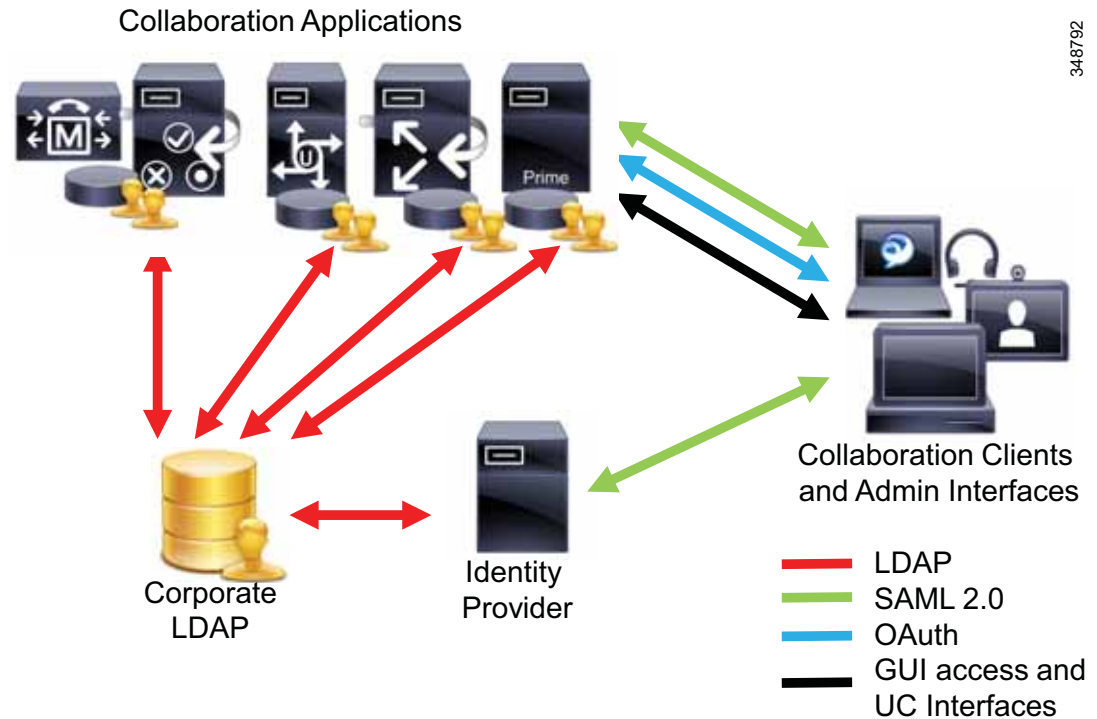 Collaboration Applications
348792
M
U
Prime
Collaboration Clients
and Admin Interfaces
Identity
Provider
Corporate
LDAP
LDAP
SAML 2.0
OAuth
GUI access and
UC Interfaces